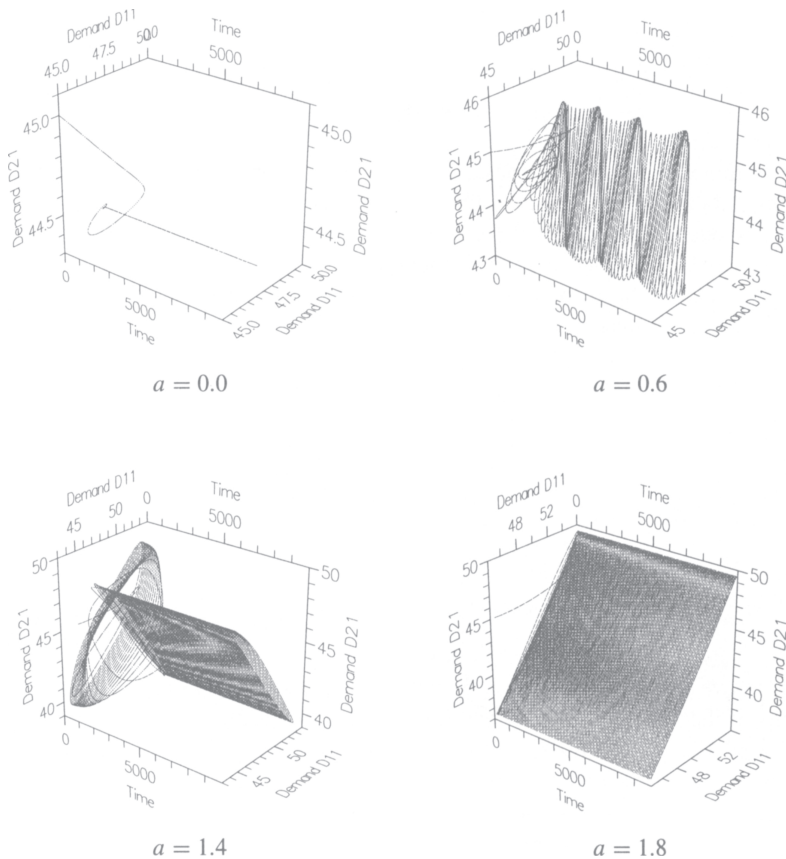 Demand D11
45.0
47.5
50.0
Time
5000
45.0
44.5
Demand D21
45.0
44.5
Demand D21
0
5000
Time
45.0
47.5
50.0
Demand D11
a = 0.0
Demand D11
45
50
0
Time
5000
46
45
44
43
Demand D21
46
45
44
43
Demand D21
0
5000
Time
45
50
Demand D11
a = 0.6
Demand D11
45
50
0
Time
5000
50
45
40
Demand D21
50
45
40
Demand D21
0
5000
Time
45
50
Demand D11
a = 1.4
Demand D11
48
52
0
Time
5000
50
45
40
Demand D21
50
45
40
Demand D21
0
5000
Time
48
52
Demand D11
a = 1.8